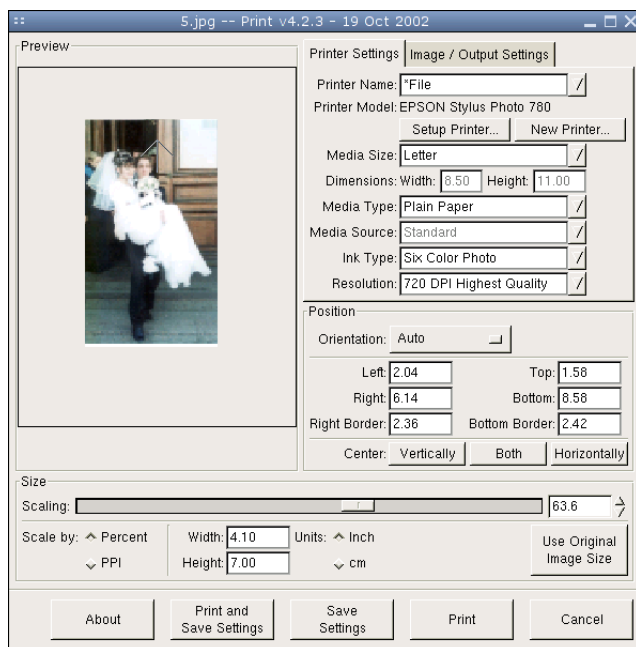 5.jpg -- Print v4.2.3 - 19 Oct 2002
Preview
Printer Settings
Image / Output Settings
Printer Name: *File
Printer Model: EPSON Stylus Photo 780
Setup Printer... New Printer...
Media Size: Letter
Dimensions: Width: 8.50 Height: 11.00
Media Type: Plain Paper
Media Source: Standard
Ink Type: Six Color Photo
Resolution: 720 DPI Highest Quality
Position
Orientation: Auto
Left: 2.04 Top: 1.58
Right: 6.14 Bottom: 8.58
Right Border: 2.36 Bottom Border: 2.42
Center: Vertically Both Horizontally
Size
Scaling: 63.6
Scale by: Percent Width: 4.10 Units: Inch
PPI Height: 7.00 cm
Use Original
Image Size
About
Print and
Save Settings
Save
Settings
Print
Cancel